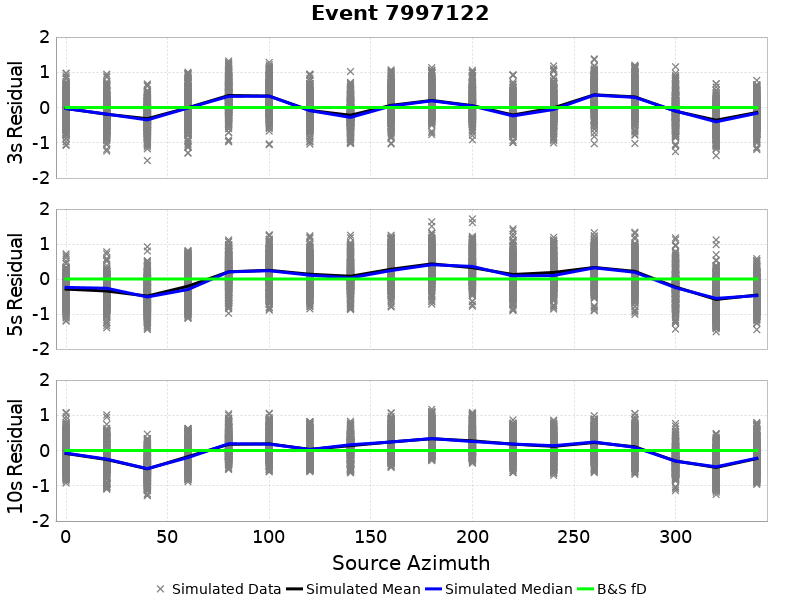 Event 7997122
3s Residual
2
1
0
-1
-2
5s Residual
2
1
0
-1
-2
10s Residual
2
1
0
-1
-2
0 50 100 150 200 250 300
Source Azimuth
Simulated Data Simulated Mean Simulated Median B&S fD